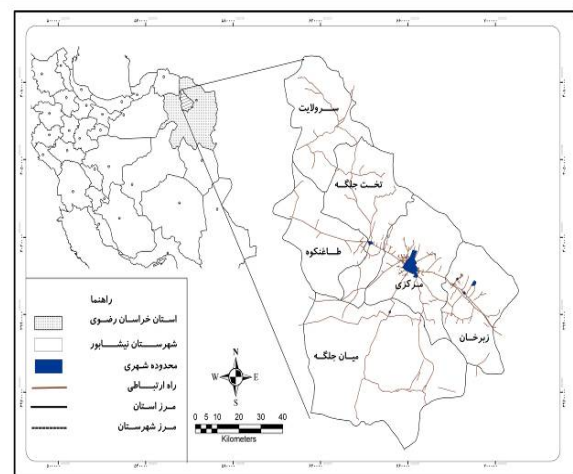 سرولایت
تخت جلگه
طاغنکوه
مرکزی
زبرخان
میان جلگه
راهنما
استان خراسان رضوی
شهرستان نیشابور
محدوده شهری
راه ارتباطی
مرز استان
مرز شهرستان
N
W E
S
0 5 10 20 30 40
Kilometers